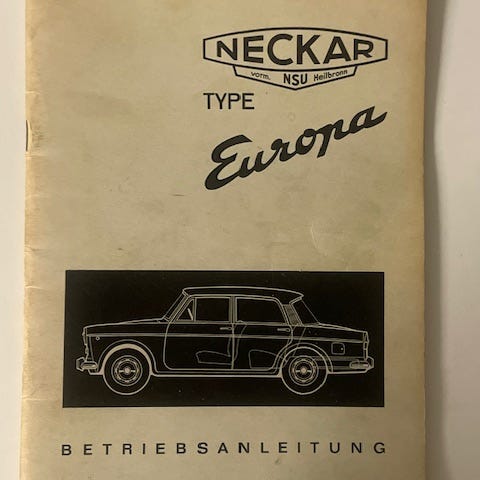 NECKAR
vorm. NSU Heilbronn
TYPE
Europa
BETRIEBSANLEITUNG